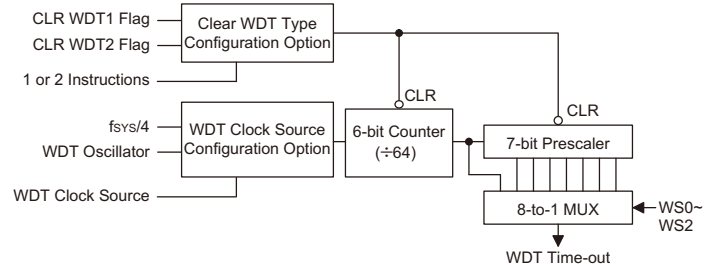 CLR WDT1 Flag
CLR WDT2 Flag
1 or 2 Instructions
Clear WDT Type
Configuration Option
CLR
CLR
fSYS/4
WDT Oscillator
WDT Clock Source
WDT Clock Source
Configuration Option
6-bit Counter
(÷64)
7-bit Prescaler
8-to-1 MUX
WS0~
WS2
WDT Time-out